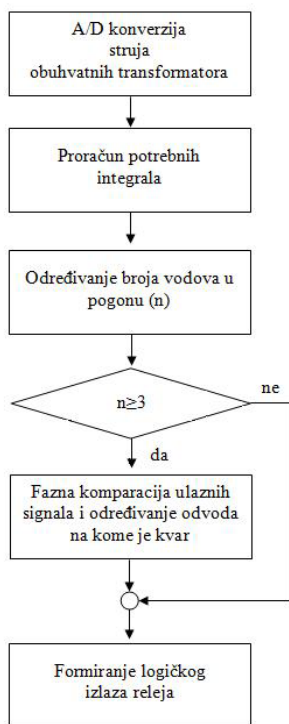 A/D konverzija
struja
obuhvatnih transformatora
Proračun potrebnih
integrala
Određivanje broja vodova u
pogonu (n)
n≥3
ne
da
Fazna komparacija ulaznih
signala i određivanje odvoda
na kome je kvar
Formiranje logičkog
izlaza releja